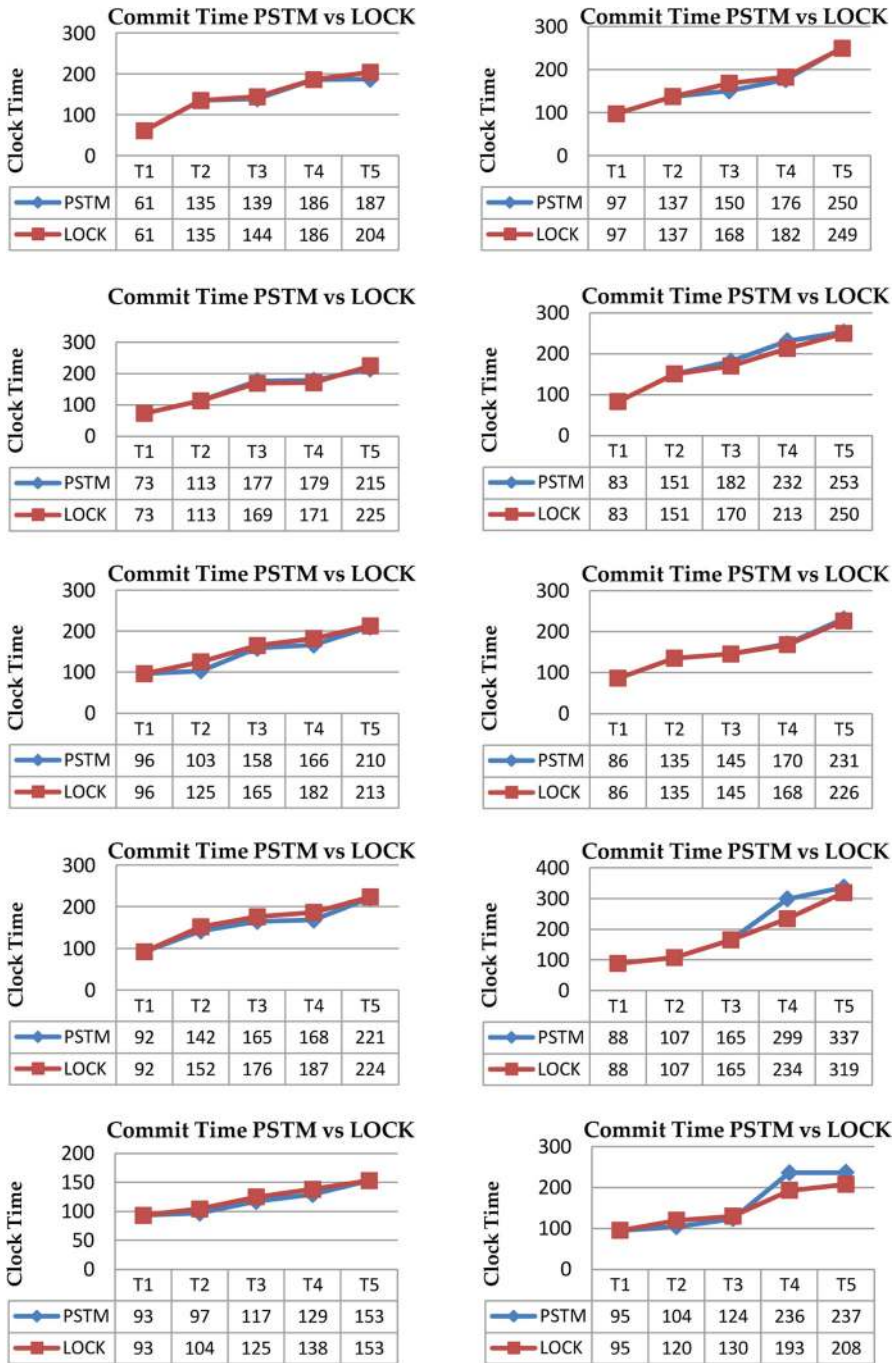 Commit Time PSTM vs LOCK
Clock Time
300
200
100
0
T1 T2 T3 T4 T5
PSTM 61 135 139 186 187
LOCK 61 135 144 186 204
Commit Time PSTM vs LOCK
Clock Time
300
200
100
0
T1 T2 T3 T4 T5
PSTM 97 137 150 176 250
LOCK 97 137 168 182 249
Commit Time PSTM vs LOCK
Clock Time
300
200
100
0
T1 T2 T3 T4 T5
PSTM 73 113 177 179 215
LOCK 73 113 169 171 225
Commit Time PSTM vs LOCK
Clock Time
300
200
100
0
T1 T2 T3 T4 T5
PSTM 83 151 182 232 253
LOCK 83 151 170 213 250
Commit Time PSTM vs LOCK
Clock Time
300
200
100
0
T1 T2 T3 T4 T5
PSTM 96 103 158 166 210
LOCK 96 125 165 182 213
Commit Time PSTM vs LOCK
Clock Time
300
200
100
0
T1 T2 T3 T4 T5
PSTM 86 135 145 170 231
LOCK 86 135 145 168 226
Commit Time PSTM vs LOCK
Clock Time
300
200
100
0
T1 T2 T3 T4 T5
PSTM 92 142 165 168 221
LOCK 92 152 176 187 224
Commit Time PSTM vs LOCK
Clock Time
400
300
200
100
0
T1 T2 T3 T4 T5
PSTM 88 107 165 299 337
LOCK 88 107 165 234 319
Commit Time PSTM vs LOCK
Clock Time
200
150
100
50
0
T1 T2 T3 T4 T5
PSTM 93 97 117 129 153
LOCK 93 104 125 138 153
Commit Time PSTM vs LOCK
Clock Time
300
200
100
0
T1 T2 T3 T4 T5
PSTM 95 104 124 236 237
LOCK 95 120 130 193 208